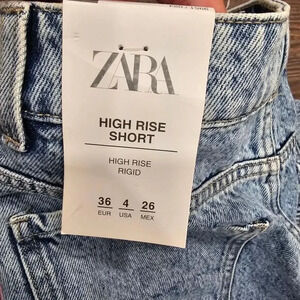 ZARA
HIGH RISE
SHORT
HIGH RISE
RIGID
36 4 26
EUR USA MEX